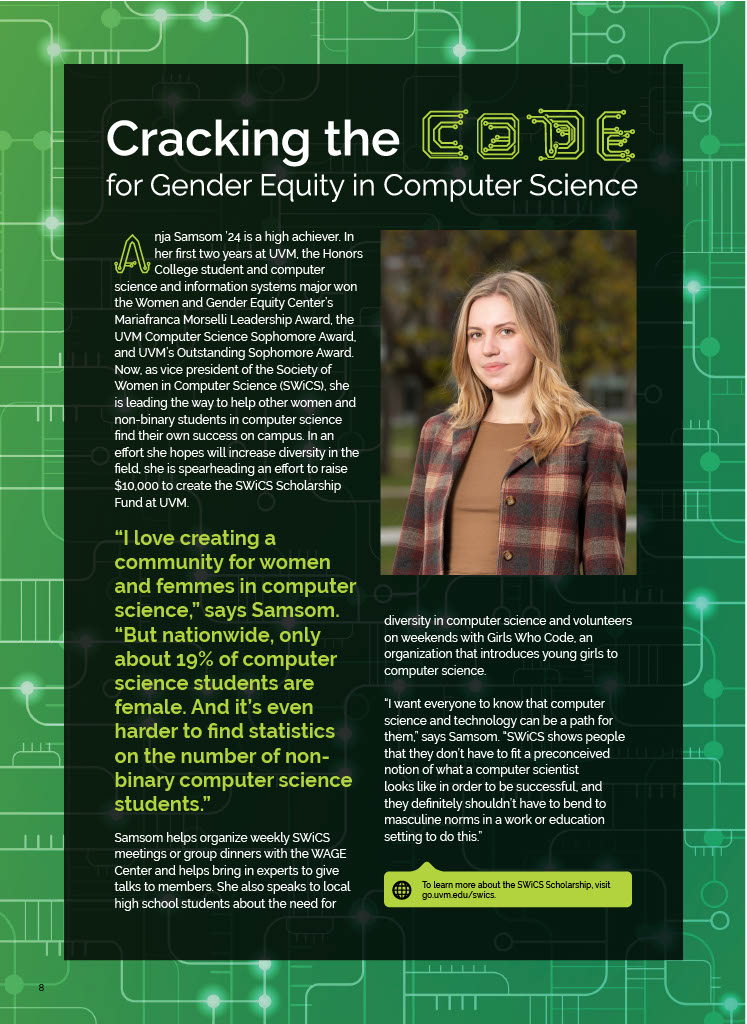 Cracking the CODE
for Gender Equity in Computer Science
Anja Samsom ’24 is a high achiever. In
her first two years at UVM, the Honors
College student and computer
science and information systems major won
the Women and Gender Equity Center’s
Mariafranca Morselli Leadership Award, the
UVM Computer Science Sophomore Award,
and UVM’s Outstanding Sophomore Award.
Now, as vice president of the Society of
Women in Computer Science (SWiCS), she
is leading the way to help other women and
non-binary students in computer science
find their own success on campus. In an
effort she hopes will increase diversity in the
field, she is spearheading an effort to raise
$10,000 to create the SWiCS Scholarship
Fund at UVM.
“I love creating a
community for women
and femmes in computer
science,” says Samsom.
“But nationwide, only
about 19% of computer
science students are
female. And it’s even
harder to find statistics
on the number of non-
binary computer science
students.”
Samsom helps organize weekly SWiCS
meetings or group dinners with the WAGE
Center and helps bring in experts to give
talks to members. She also speaks to local
high school students about the need for
diversity in computer science and volunteers
on weekends with Girls Who Code, an
organization that introduces young girls to
computer science.
“I want everyone to know that computer
science and technology can be a path for
them,” says Samsom. “SWiCS shows people
that they don’t have to fit a preconceived
notion of what a computer scientist
looks like in order to be successful, and
they definitely shouldn’t have to bend to
masculine norms in a work or education
setting to do this.”
To learn more about the SWiCS Scholarship, visit
go.uvm.edu/swics.
8